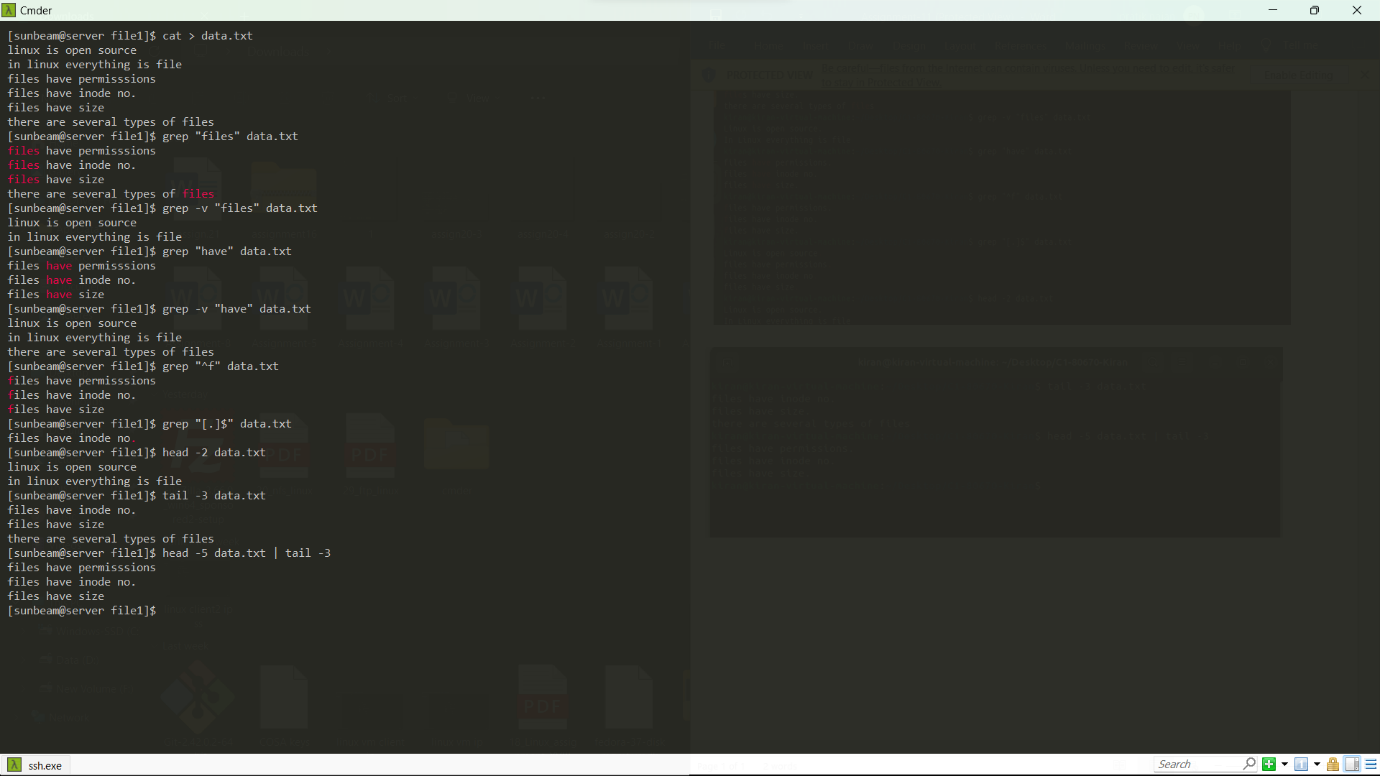 Cmder
[sunbeam@server file1]$ cat > data.txt
linux is open source
in linux everything is file
files have permisssions
files have inode no.
files have size
there are several types of files
[sunbeam@server file1]$ grep "files" data.txt
files have permisssions
files have inode no.
files have size
there are several types of files
[sunbeam@server file1]$ grep -v "files" data.txt
linux is open source
in linux everything is file
[sunbeam@server file1]$ grep "have" data.txt
files have permisssions
files have inode no.
files have size
[sunbeam@server file1]$ grep -v "have" data.txt
linux is open source
in linux everything is file
there are several types of files
[sunbeam@server file1]$ grep "^f" data.txt
files have permisssions
files have inode no.
files have size
[sunbeam@server file1]$ grep "[.]$" data.txt
files have inode no.
[sunbeam@server file1]$ head -2 data.txt
linux is open source
in linux everything is file
[sunbeam@server file1]$ tail -3 data.txt
files have inode no.
files have size
there are several types of files
[sunbeam@server file1]$ head -5 data.txt | tail -3
files have permisssions
files have inode no.
files have size
[sunbeam@server file1]$
PDF
PDF
PDF
ssh.exe
Search